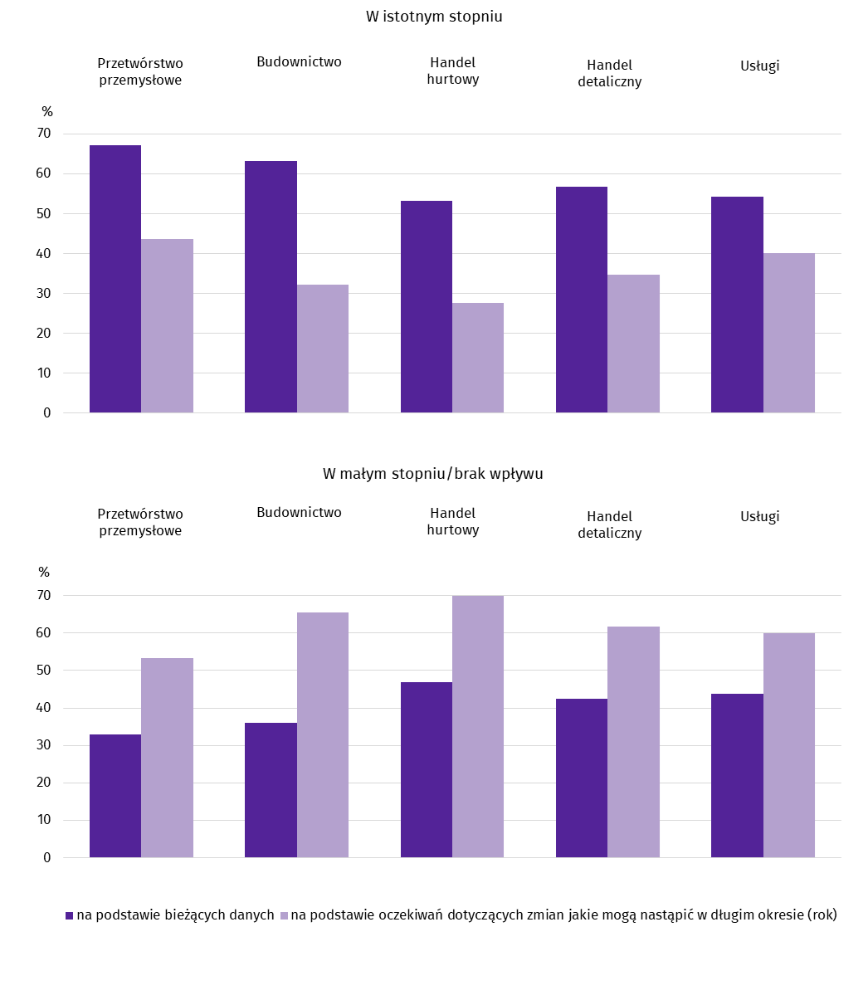 W istotnym stopniu
Przetwórstwo
przemysłowe
Budownictwo
Handel
hurtowy
Handel
detaliczny
Usługi
%
70
60
50
40
30
20
10
0
W małym stopniu/brak wpływu
Przetwórstwo
przemysłowe
Budownictwo
Handel
hurtowy
Handel
detaliczny
Usługi
%
70
60
50
40
30
20
10
0
na podstawie bieżących danych
na podstawie oczekiwań dotyczących zmian jakie mogą nastąpić w długim okresie (rok)